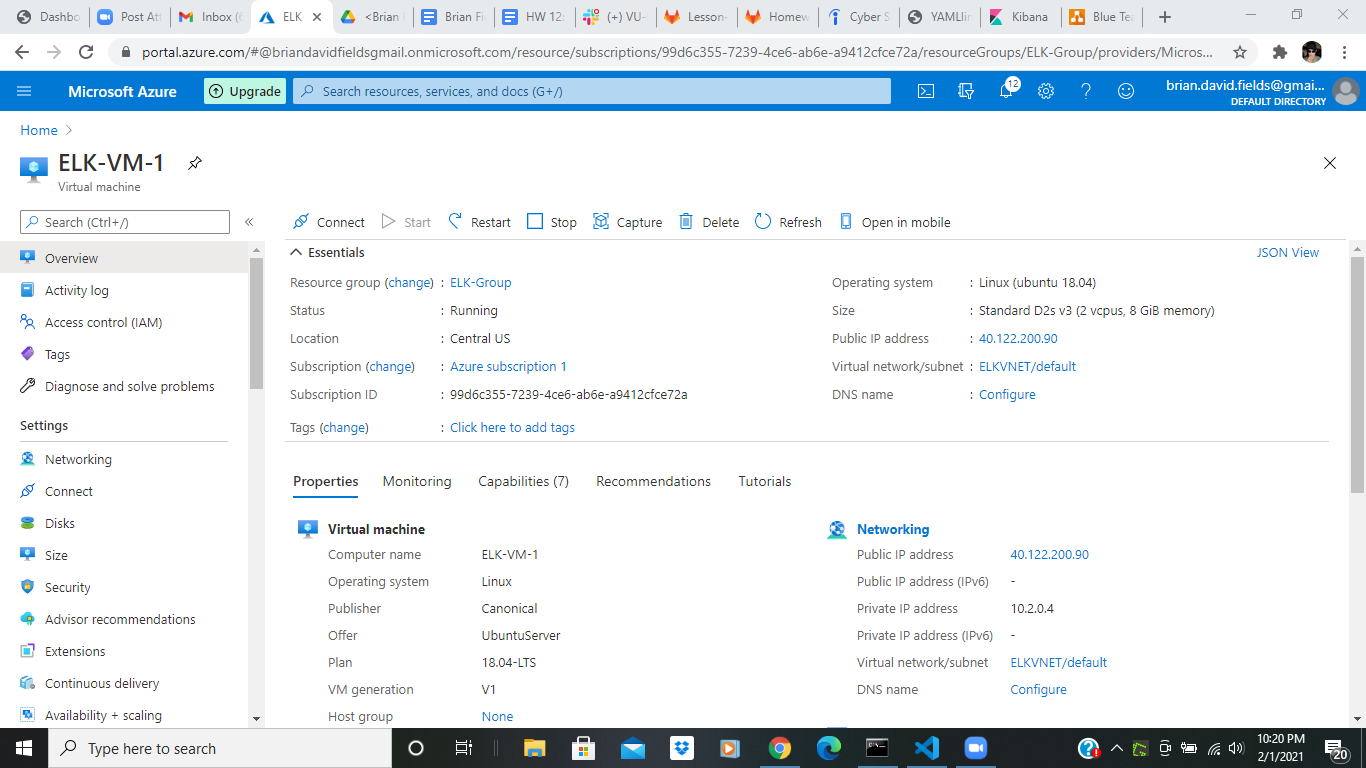 Dashbo
Post Att
Inbox (6
ELK
<Brian
Brian Fi
HW 12:
(+) VU-
Lesson-
Homew
Cyber S
YAMLlin
Kibana
Blue Te
portal.azure.com/#@briandavidfieldsgmail.onmicrosoft.com/resource/subscriptions/99d6c355-7239-4ce6-ab6e-a9412cfce72a/resourceGroups/ELK-Group/providers/Micros...
Microsoft Azure
Upgrade
Search resources, services, and docs (G+/)
12
brian.david.fields@gmai...
DEFAULT DIRECTORY
Home
ELK-VM-1
Virtual machine
Search (Ctrl+/)
Connect
Start
Restart
Stop
Capture
Delete
Refresh
Open in mobile
Overview
Activity log
Access control (IAM)
Tags
Diagnose and solve problems
Settings
Networking
Connect
Disks
Size
Security
Advisor recommendations
Extensions
Continuous delivery
Availability + scaling
Essentials
JSON View
Resource group (change) : ELK-Group
Status : Running
Location : Central US
Subscription (change) : Azure subscription 1
Subscription ID : 99d6c355-7239-4ce6-ab6e-a9412cfce72a
Tags (change) : Click here to add tags
Operating system : Linux (ubuntu 18.04)
Size : Standard D2s v3 (2 vcpus, 8 GiB memory)
Public IP address : 40.122.200.90
Virtual network/subnet : ELKVNET/default
DNS name : Configure
Properties
Monitoring
Capabilities (7)
Recommendations
Tutorials
Virtual machine
Computer name ELK-VM-1
Operating system Linux
Publisher Canonical
Offer UbuntuServer
Plan 18.04-LTS
VM generation V1
Host group None
Networking
Public IP address 40.122.200.90
Public IP address (IPv6) -
Private IP address 10.2.0.4
Private IP address (IPv6) -
Virtual network/subnet ELKVNET/default
DNS name Configure
Type here to search
10:20 PM
2/1/2021
20